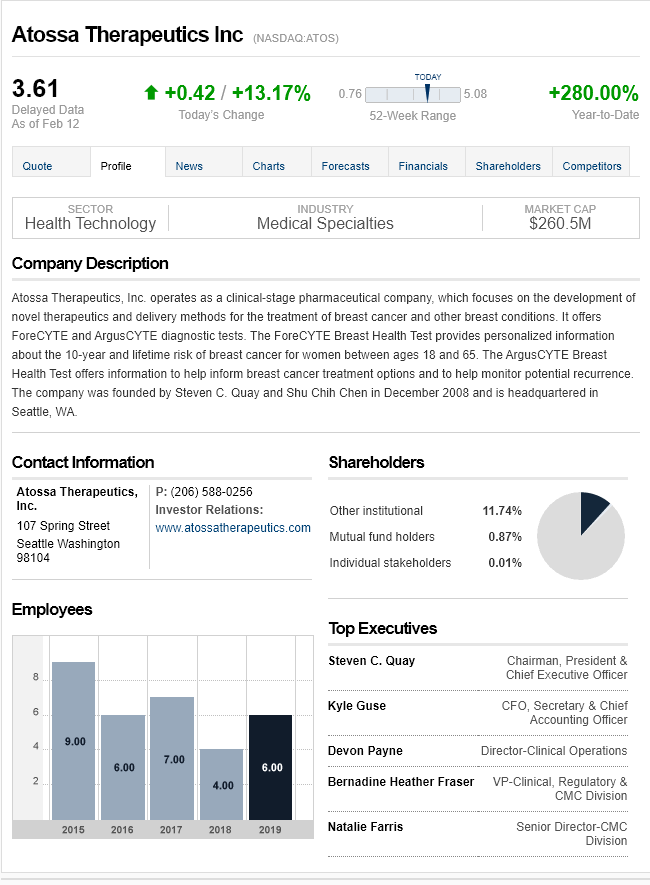 Atossa Therapeutics Inc (NASDAQ:ATOS)
3.61
Delayed Data
As of Feb 12
+0.42 / +13.17%
Today's Change
TODAY
0.76 5.08
52-Week Range
+280.00%
Year-to-Date
Quote Profile News Charts Forecasts Financials Shareholders Competitors
SECTOR
Health Technology
INDUSTRY
Medical Specialties
MARKET CAP
$260.5M
Company Description
Atossa Therapeutics, Inc. operates as a clinical-stage pharmaceutical company, which focuses on the development of
novel therapeutics and delivery methods for the treatment of breast cancer and other breast conditions. It offers
ForeCYTE and ArgusCYTE diagnostic tests. The ForeCYTE Breast Health Test provides personalized information
about the 10-year and lifetime risk of breast cancer for women between ages 18 and 65. The ArgusCYTE Breast
Health Test offers information to help inform breast cancer treatment options and to help monitor potential recurrence.
The company was founded by Steven C. Quay and Shu Chih Chen in December 2008 and is headquartered in
Seattle, WA.
Contact Information
Atossa Therapeutics,
Inc.
107 Spring Street
Seattle Washington
98104
P: (206) 588-0256
Investor Relations:
www.atossatherapeutics.com
Shareholders
Other institutional 11.74%
Mutual fund holders 0.87%
Individual stakeholders 0.01%
Employees
8
6
4
2
9.00
6.00
7.00
4.00
6.00
2015 2016 2017 2018 2019
Top Executives
Steven C. Quay Chairman, President &
Chief Executive Officer
Kyle Guse CFO, Secretary & Chief
Accounting Officer
Devon Payne Director-Clinical Operations
Bernadine Heather Fraser VP-Clinical, Regulatory &
CMC Division
Natalie Farris Senior Director-CMC
Division